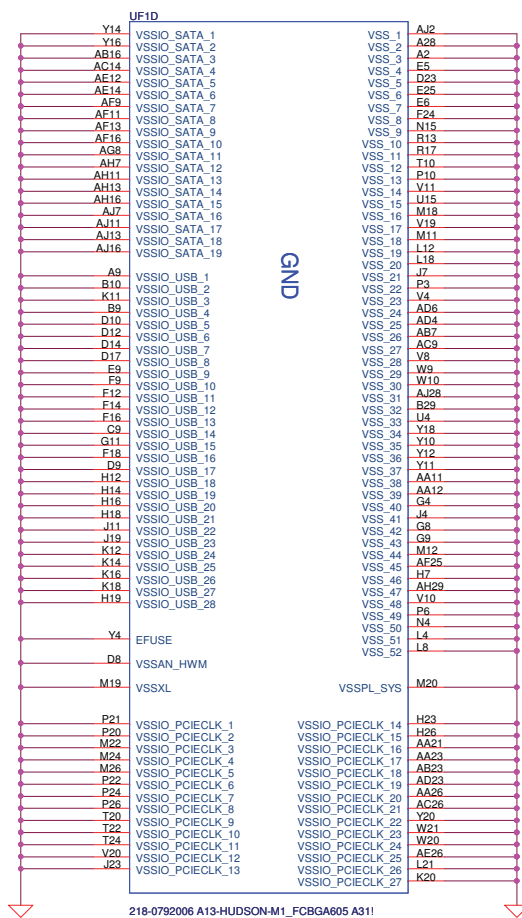 UF1D
Y14 VSSIO_SATA_1 VSS_1 AJ2
Y16 VSSIO_SATA_2 VSS_2 A28
AB16 VSSIO_SATA_3 VSS_3 A2
AC14 VSSIO_SATA_4 VSS_4 E5
AE12 VSSIO_SATA_5 VSS_5 D23
AE14 VSSIO_SATA_6 VSS_6 E25
AF9 VSSIO_SATA_7 VSS_7 E6
AF11 VSSIO_SATA_8 VSS_8 F24
AF13 VSSIO_SATA_9 VSS_9 N15
AF16 VSSIO_SATA_10 VSS_10 R13
AG8 VSSIO_SATA_11 VSS_11 R17
AH7 VSSIO_SATA_12 VSS_12 T10
AH11 VSSIO_SATA_13 VSS_13 P10
AH13 VSSIO_SATA_14 VSS_14 V11
AH16 VSSIO_SATA_15 VSS_15 U15
AJ7 VSSIO_SATA_16 VSS_16 M18
AJ11 VSSIO_SATA_17 VSS_17 V19
AJ13 VSSIO_SATA_18 VSS_18 M11
AJ16 VSSIO_SATA_19 VSS_19 L12
VSS_20 L18
GND
A9 VSSIO_USB_1 VSS_21 J7
B10 VSSIO_USB_2 VSS_22 P3
K11 VSSIO_USB_3 VSS_23 V4
B9 VSSIO_USB_4 VSS_24 AD6
D10 VSSIO_USB_5 VSS_25 AD4
D12 VSSIO_USB_6 VSS_26 AB7
D14 VSSIO_USB_7 VSS_27 AC9
D17 VSSIO_USB_8 VSS_28 V8
E9 VSSIO_USB_9 VSS_29 W9
F9 VSSIO_USB_10 VSS_30 W10
F12 VSSIO_USB_11 VSS_31 AJ28
F14 VSSIO_USB_12 VSS_32 B29
F16 VSSIO_USB_13 VSS_33 U4
C9 VSSIO_USB_14 VSS_34 Y18
G11 VSSIO_USB_15 VSS_35 Y10
F18 VSSIO_USB_16 VSS_36 Y12
D9 VSSIO_USB_17 VSS_37 Y11
H12 VSSIO_USB_18 VSS_38 AA11
H14 VSSIO_USB_19 VSS_39 AA12
H16 VSSIO_USB_20 VSS_40 G4
H18 VSSIO_USB_21 VSS_41 J4
J11 VSSIO_USB_22 VSS_42 G8
J19 VSSIO_USB_23 VSS_43 G9
K12 VSSIO_USB_24 VSS_44 M12
K14 VSSIO_USB_25 VSS_45 AF25
K16 VSSIO_USB_26 VSS_46 H7
K18 VSSIO_USB_27 VSS_47 AH29
H19 VSSIO_USB_28 VSS_48 V10
VSS_49 P6
VSS_50 N4
Y4 EFUSE VSS_51 L4
VSS_52 L8
D8 VSSAN_HWM
M19 VSSXL VSSPL_SYS M20
P21 VSSIO_PCIECLK_1 VSSIO_PCIECLK_14 H23
P20 VSSIO_PCIECLK_2 VSSIO_PCIECLK_15 H26
M22 VSSIO_PCIECLK_3 VSSIO_PCIECLK_16 AA21
M24 VSSIO_PCIECLK_4 VSSIO_PCIECLK_17 AA23
M26 VSSIO_PCIECLK_5 VSSIO_PCIECLK_18 AB23
P22 VSSIO_PCIECLK_6 VSSIO_PCIECLK_19 AD23
P24 VSSIO_PCIECLK_7 VSSIO_PCIECLK_20 AA26
P26 VSSIO_PCIECLK_8 VSSIO_PCIECLK_21 AC26
T20 VSSIO_PCIECLK_9 VSSIO_PCIECLK_22 Y20
T22 VSSIO_PCIECLK_10 VSSIO_PCIECLK_23 W21
T24 VSSIO_PCIECLK_11 VSSIO_PCIECLK_24 W20
V20 VSSIO_PCIECLK_12 VSSIO_PCIECLK_25 AE26
J23 VSSIO_PCIECLK_13 VSSIO_PCIECLK_26 L21
VSSIO_PCIECLK_27 K20
218-0792006 A13-HUDSON-M1_FCBGA605 A31!